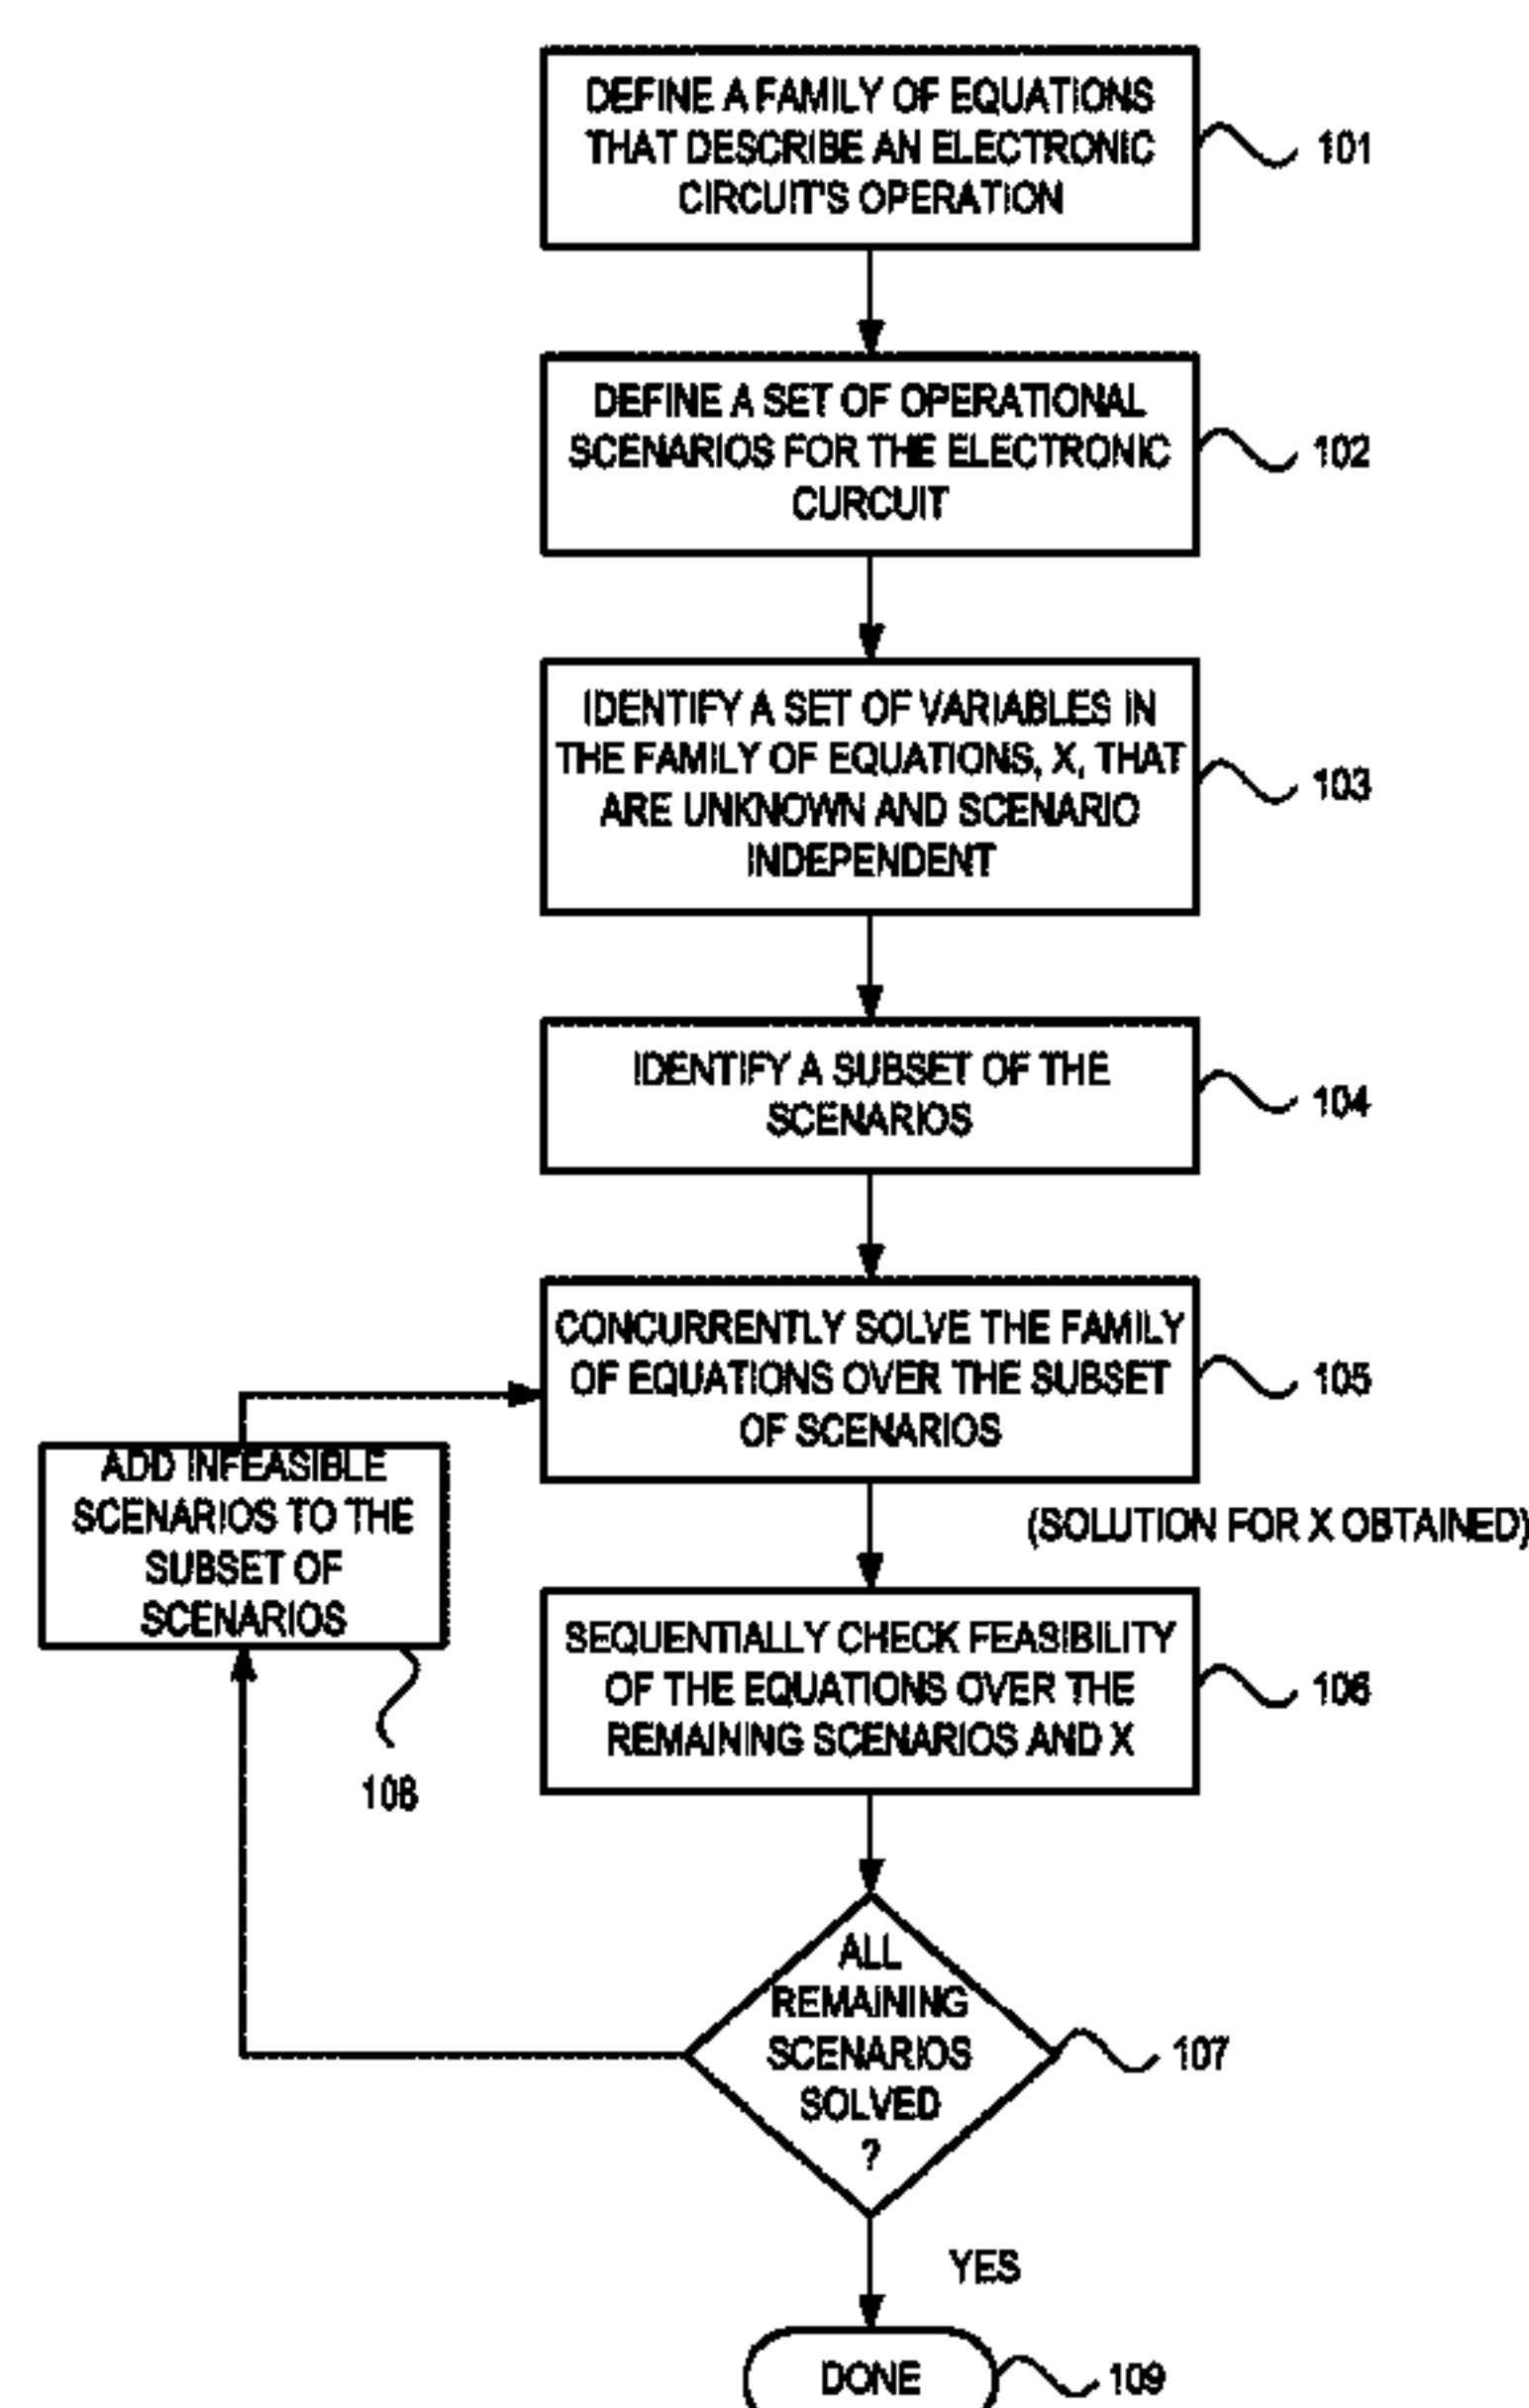 DEFINE A FAMILY OF EQUATIONS
THAT DESCRIBE AN ELECTRONIC
CIRCUIT'S OPERATION
101
DEFINE A SET OF OPERATIONAL
SCENARIOS FOR THE ELECTRONIC
CURCUIT
102
IDENTIFY A SET OF VARIABLES IN
THE FAMILY OF EQUATIONS, X, THAT
ARE UNKNOWN AND SCENARIO
INDEPENDENT
103
IDENTIFY A SUBSET OF THE
SCENARIOS
104
CONCURRENTLY SOLVE THE FAMILY
OF EQUATIONS OVER THE SUBSET
OF SCENARIOS
105
(SOLUTION FOR X OBTAINED)
ADD INFEASIBLE
SCENARIOS TO THE
SUBSET OF
SCENARIOS
108
SEQUENTIALLY CHECK FEASIBILITY
OF THE EQUATIONS OVER THE
REMAINING SCENARIOS AND X
106
ALL
REMAINING
SCENARIOS
SOLVED
?
107
YES
DONE
109